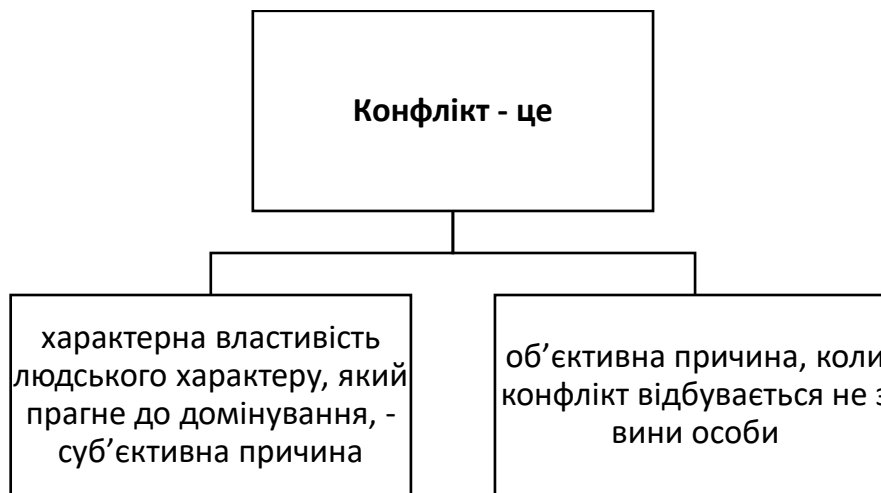 Конфлікт - це
характерна властивість
людського характеру, який
прагне до домінування, -
суб’єктивна причина
об’єктивна причина, коли
конфлікт відбувається не з
вини особи